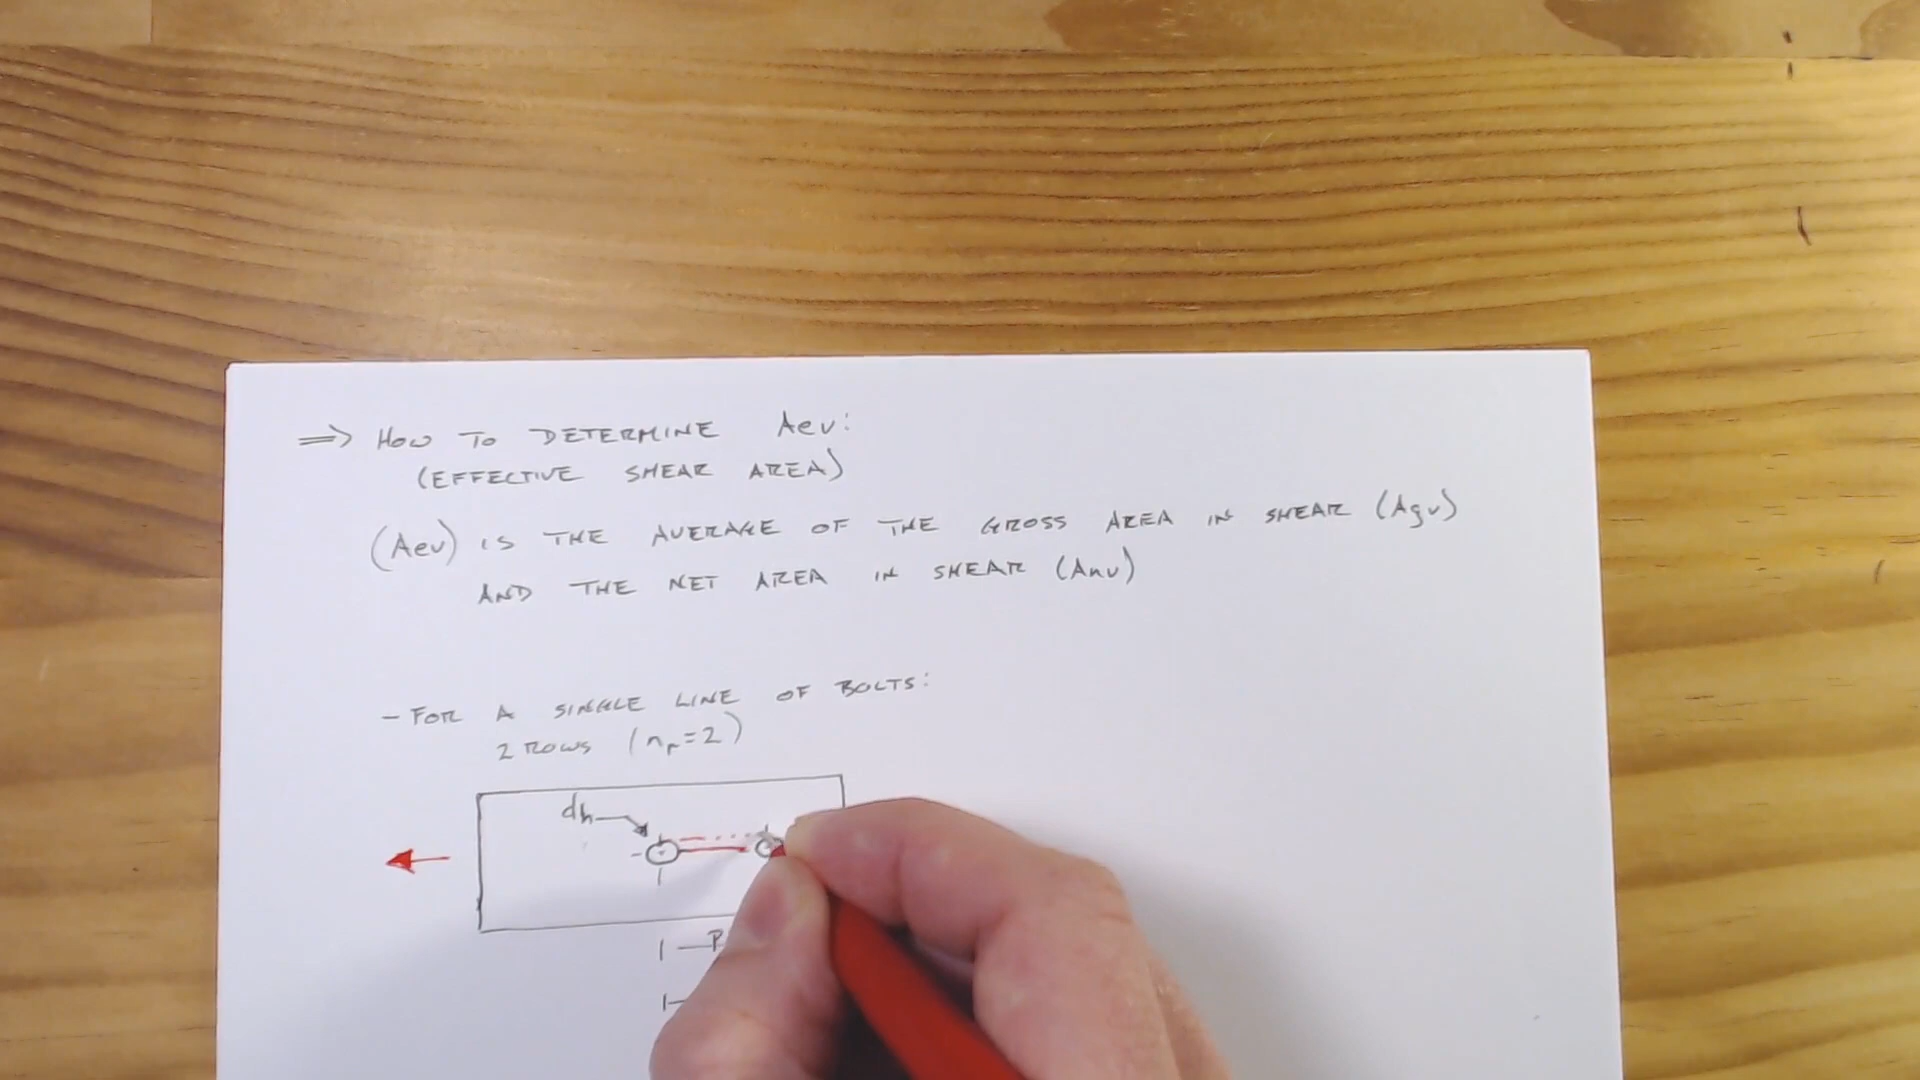 ⇒ HOW TO DETERMINE Aev:
(EFFECTIVE SHEAR AREA)
(Aev) IS THE AVERAGE OF THE GROSS AREA IN SHEAR (Agv)
AND THE NET AREA IN SHEAR (Anv)
- FOR A SINGLE LINE OF BOLTS:
2 ROWS (nr=2)
dh
P